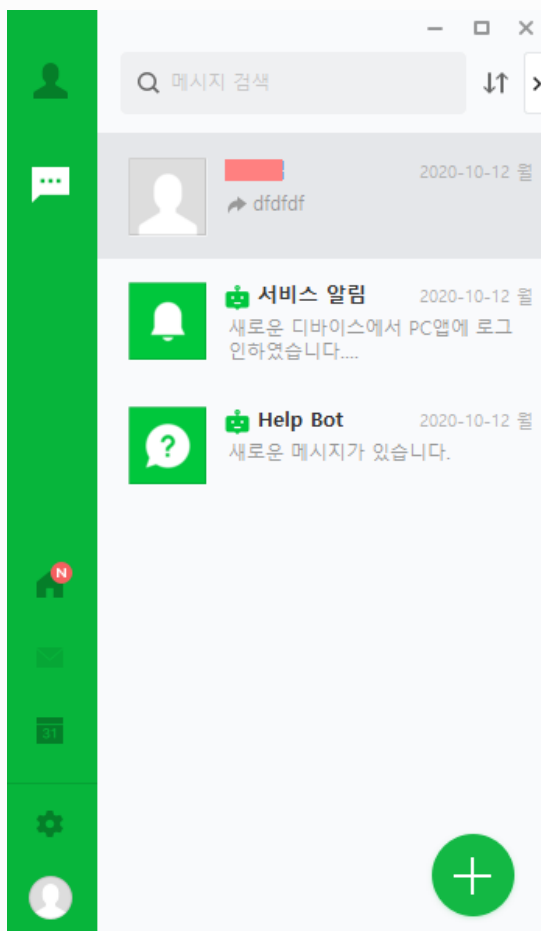 메시지 검색
2020-10-12 월
dfdfdf
서비스 알림 2020-10-12 월
새로운 디바이스에서 PC앱에 로그
인하였습니다....
Help Bot 2020-10-12 월
?
새로운 메시지가 있습니다.
N
31